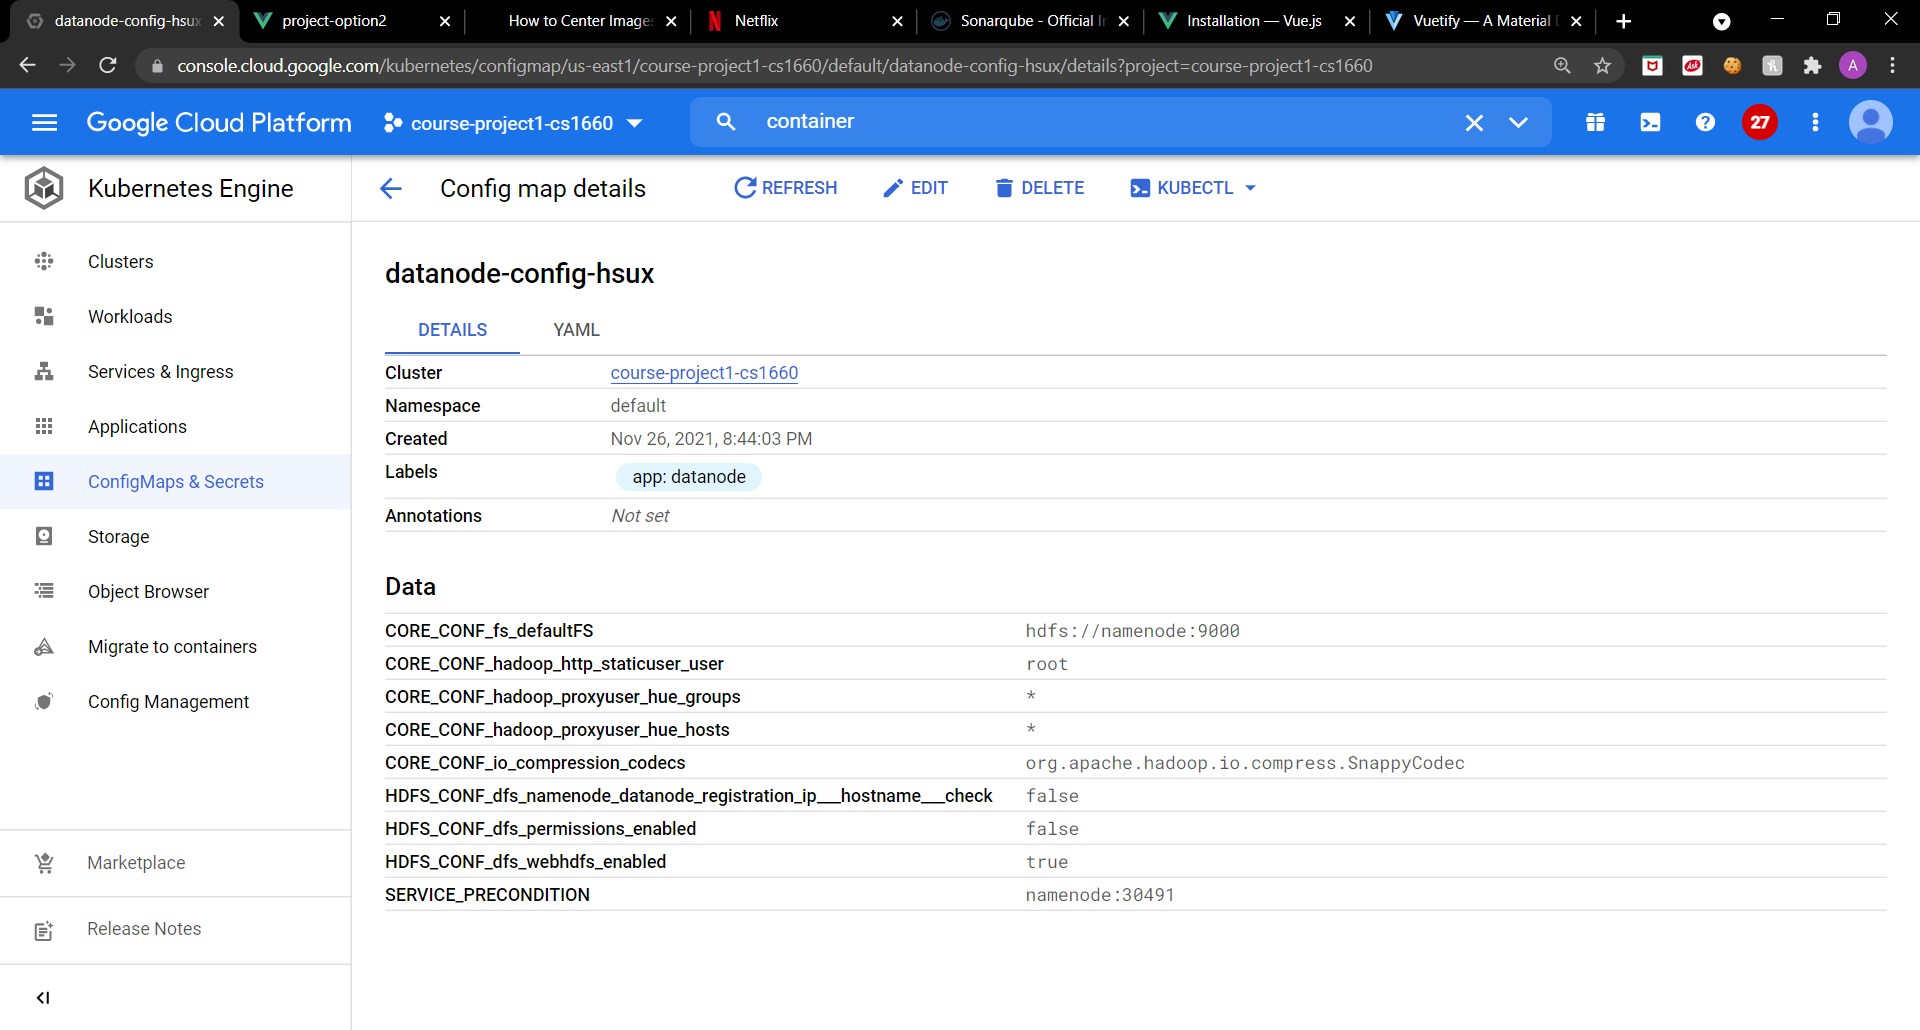 datanode-config-hsux
project-option2
How to Center Images
Netflix
Sonarqube - Official I
Installation — Vue.js
Vuetify — A Material D
console.cloud.google.com/kubernetes/configmap/us-east1/course-project1-cs1660/default/datanode-config-hsux/details?project=course-project1-cs1660
Ask
A
Google Cloud Platform
course-project1-cs1660
container
27
Kubernetes Engine
Config map details
REFRESH
EDIT
DELETE
KUBECTL
Clusters
Workloads
Services & Ingress
Applications
ConfigMaps & Secrets
Storage
Object Browser
Migrate to containers
Config Management
Marketplace
Release Notes
datanode-config-hsux
DETAILS YAML
Cluster course-project1-cs1660
Namespace default
Created Nov 26, 2021, 8:44:03 PM
Labels app: datanode
Annotations Not set
Data
CORE_CONF_fs_defaultFS hdfs://namenode:9000
CORE_CONF_hadoop_http_staticuser_user root
CORE_CONF_hadoop_proxyuser_hue_groups *
CORE_CONF_hadoop_proxyuser_hue_hosts *
CORE_CONF_io_compression_codecs org.apache.hadoop.io.compress.SnappyCodec
HDFS_CONF_dfs_namenode_datanode_registration_ip___hostname___check false
HDFS_CONF_dfs_permissions_enabled false
HDFS_CONF_dfs_webhdfs_enabled true
SERVICE_PRECONDITION namenode:30491